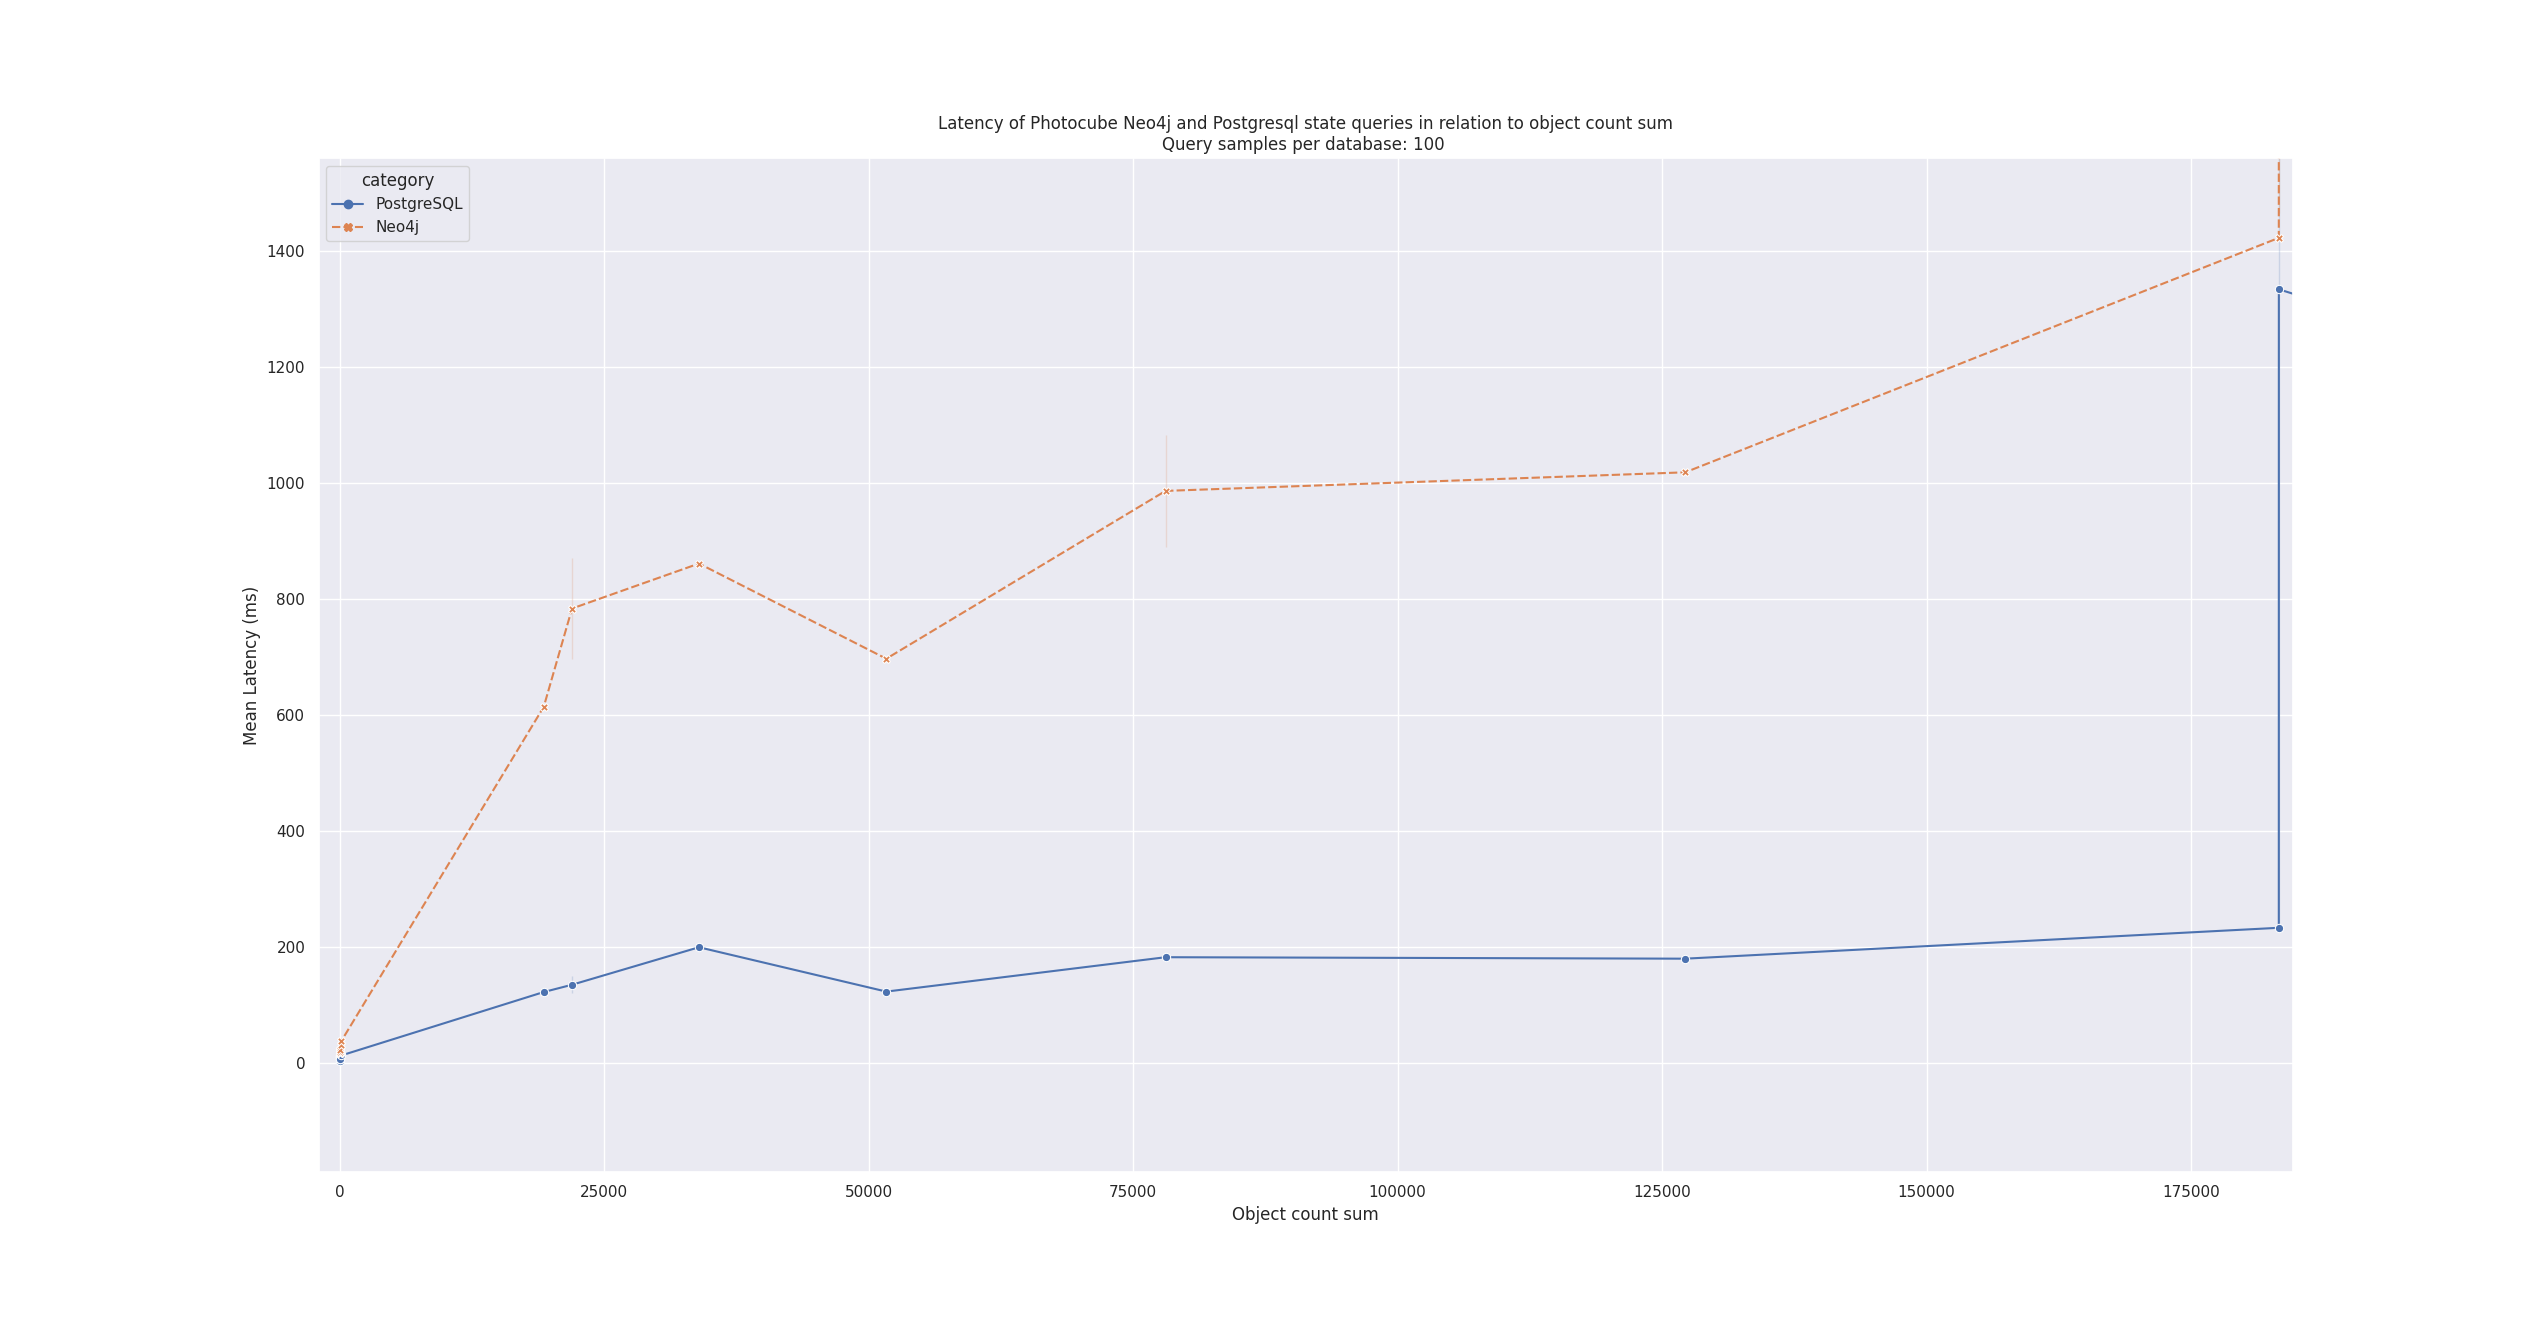 Latency of Photocube Neo4j and Postgresql state queries in relation to object count sum
Query samples per database: 100
category
PostgreSQL
Neo4j
1400
1200
1000
800
600
400
200
0
Mean Latency (ms)
0 25000 50000 75000 100000 125000 150000 175000
Object count sum